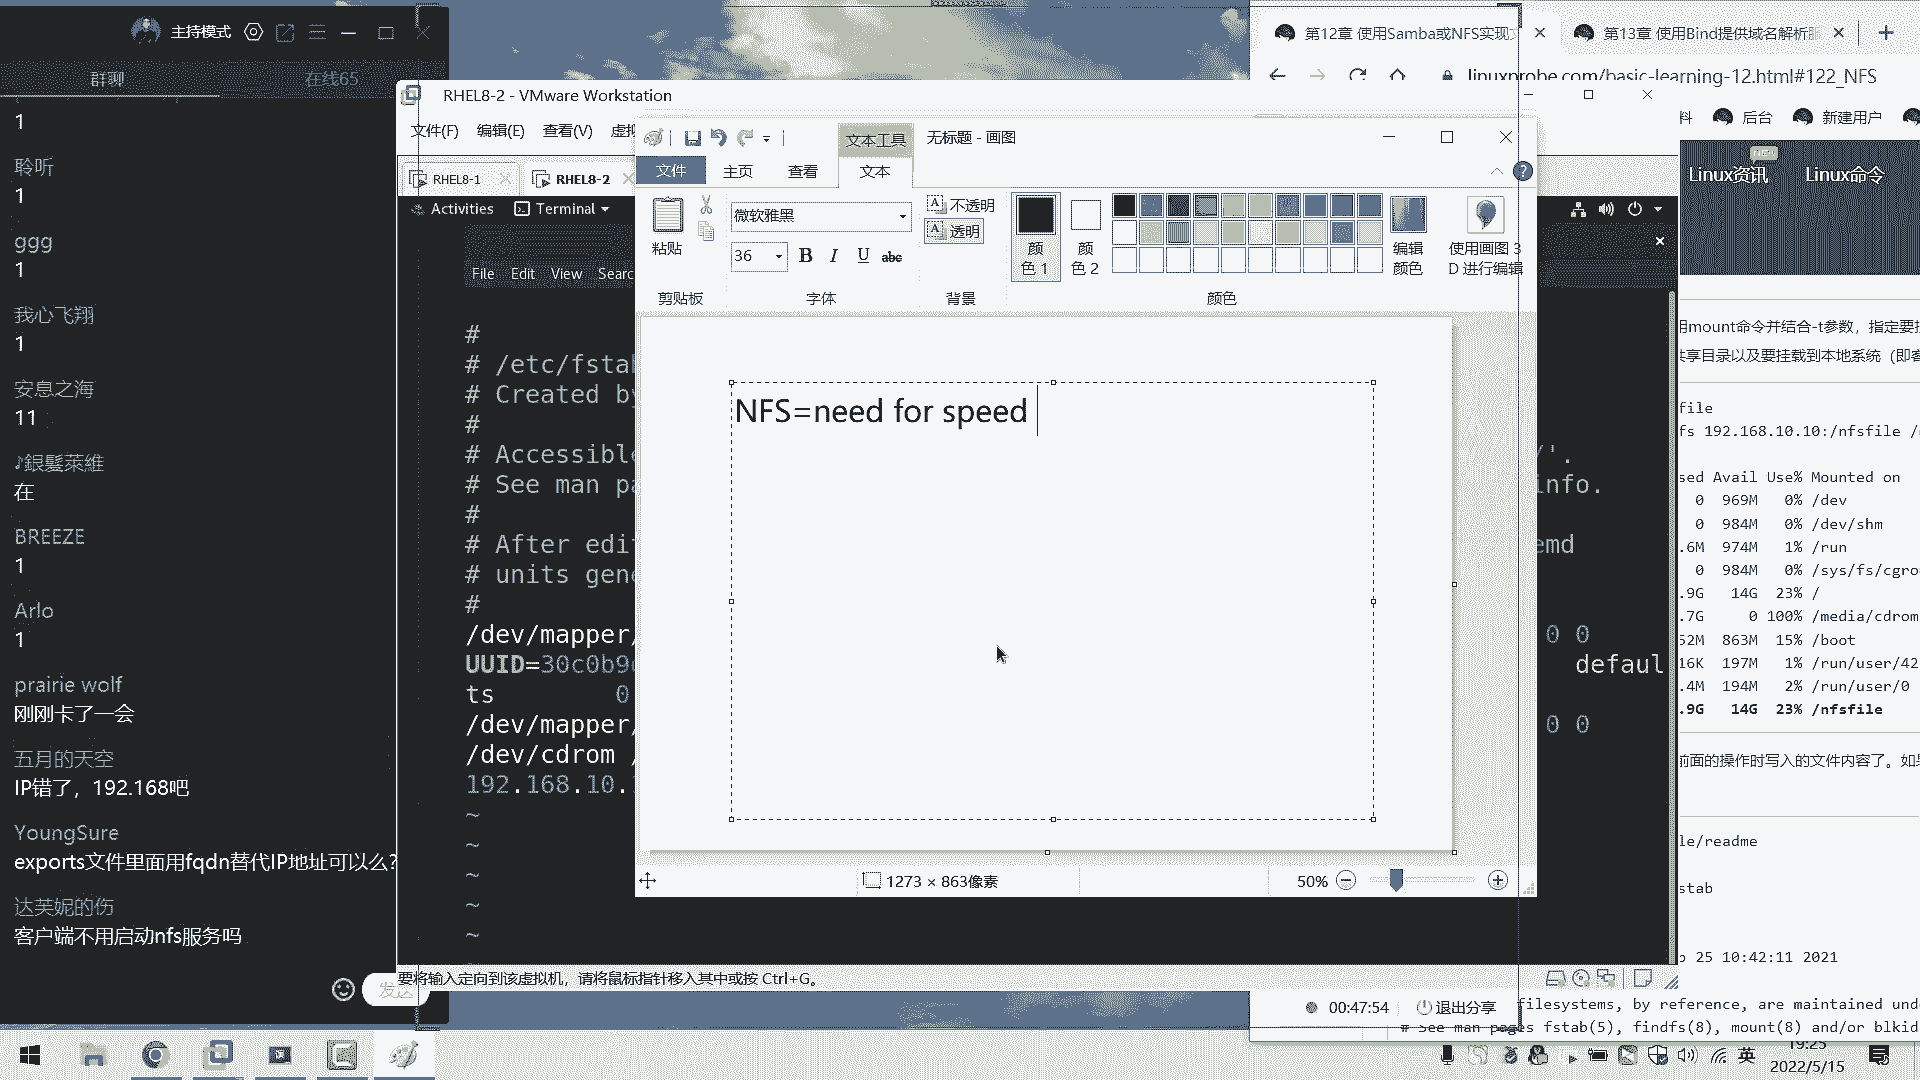 主持模式
群聊
在线65
1
聆听
1
ggg
1
我心飞翔
1
安息之海
11
♪銀髮萊維
在
BREEZE
1
Arlo
1
prairie wolf
刚刚卡了一会
五月的天空
IP错了，192.168吧
YoungSure
exports文件里面用fqdn替代IP地址可以么?
达芙妮的伤
客户端不用启动nfs服务吗
发送
RHEL8-2 - VMware Workstation
文件(F) 编辑(E) 查看(V) 虚拟
RHEL8-1
RHEL8-2
Activities
Terminal
File Edit View Searc
#
# /etc/fstab
# Created by
#
# Accessible
# See man pa
#
# After edit
# units gene
#
/dev/mapper/
UUID=30c0b9
ts 0
/dev/mapper/
/dev/cdrom /
192.168.10.
~
~
~
~
~
/'.
info.
emd
0 0
defaul
0 0
要将输入定向到该虚拟机，请将鼠标指针移入其中或按 Ctrl+G。
文本工具
无标题 - 画图
文件
主页
查看
文本
粘贴
剪贴板
微软雅黑
36
B I U abc
字体
不透明
透明
背景
颜色 1
颜色 2
颜色
编辑颜色
使用画图 3D 进行编辑
NFS=need for speed
1273 × 863像素
50%
第12章 使用Samba或NFS实现文
第13章 使用Bind提供域名解析服
linuxprobe.com/basic-learning-12.html#122_NFS
料
后台
新建用户
Linux资讯
Linux命令
用mount命令并结合-t参数，指定要挂
共享目录以及要挂载到本地系统（即客
file
fs 192.168.10.10:/nfsfile /
sed Avail Use% Mounted on
0 969M 0% /dev
0 984M 0% /dev/shm
.6M 974M 1% /run
0 984M 0% /sys/fs/cgro
.9G 14G 23% /
.7G 0 100% /media/cdrom
52M 863M 15% /boot
16K 197M 1% /run/user/42
.4M 194M 2% /run/user/0
.9G 14G 23% /nfsfile
前面的操作时写入的文件内容了。如果
le/readme
stab
25 10:42:11 2021
filesystems, by reference, are maintained und
# See man pages fstab(5), findfs(8), mount(8) and/or blkid
00:47:54
退出分享
英
19:25
2022/5/15